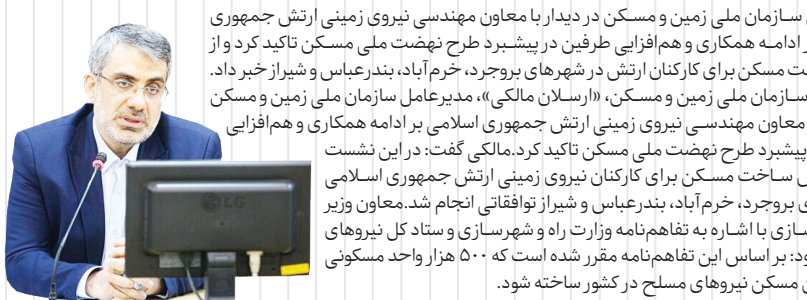 سازمان ملی زمین و مسکن در دیدار با معاون مهندسی نیروی زمینی ارتش جمهوری
ادامه همکاری و هم‌افزایی طرفین در پیشبرد طرح نهضت ملی مسکن تاکید کرد و از
مسکن برای کارکنان ارتش در شهرهای بروجرد، خرم‌آباد، بندرعباس و شیراز خبر داد.
سازمان ملی زمین و مسکن، «ارسلان مالکی»، مدیرعامل سازمان ملی زمین و مسکن
معاون مهندسی نیروی زمینی ارتش جمهوری اسلامی بر ادامه همکاری و هم‌افزایی
پیشبرد طرح نهضت ملی مسکن تاکید کرد.مالکی گفت: در این نشست
ساخت مسکن برای کارکنان نیروی زمینی ارتش جمهوری اسلامی
بروجرد، خرم‌آباد، بندرعباس و شیراز توافقاتی انجام شد.معاون وزیر
با اشاره به تفاهم‌نامه وزارت راه و شهرسازی و ستاد کل نیروهای
بر اساس این تفاهم‌نامه مقرر شده است که ۵۰۰ هزار واحد مسکونی
مسکن نیروهای مسلح در کشور ساخته شود.
LG